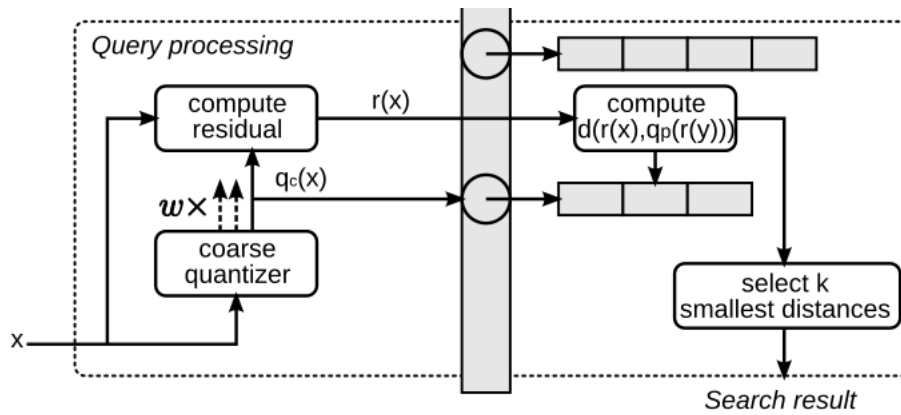 Query processing
compute
residual
r(x)
compute
d(r(x),qp(r(y)))
qc(x)
w×
coarse
quantizer
select k
smallest distances
x
Search result